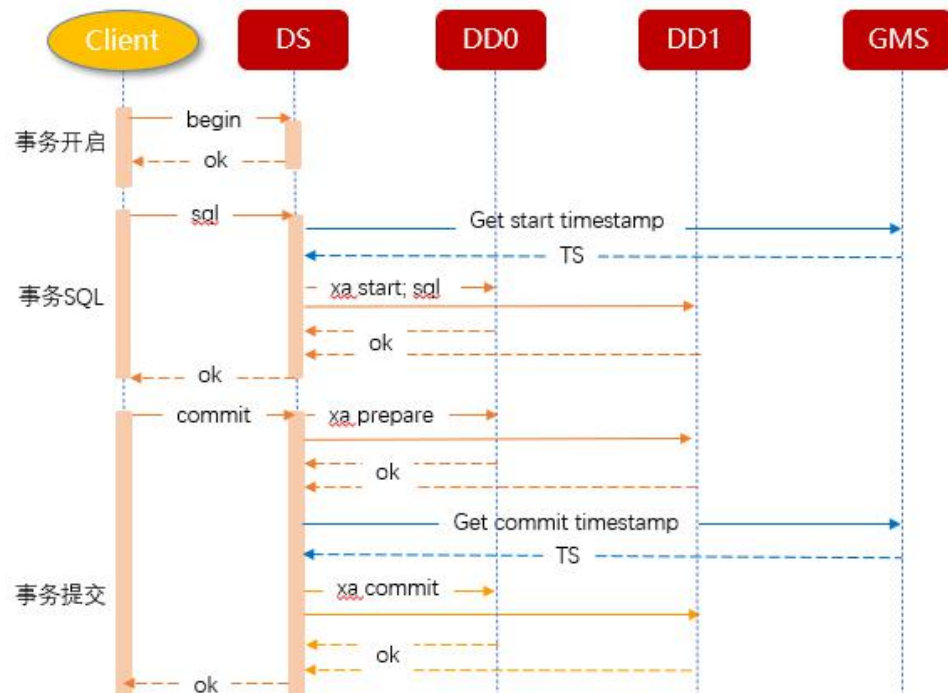 Client DS DD0 DD1 GMS
begin
事务开启
ok
sql
Get start timestamp
TS
事务SQL
xa start; sql
ok
ok
commit
xa prepare
ok
Get commit timestamp
TS
事务提交
xa commit
ok
ok